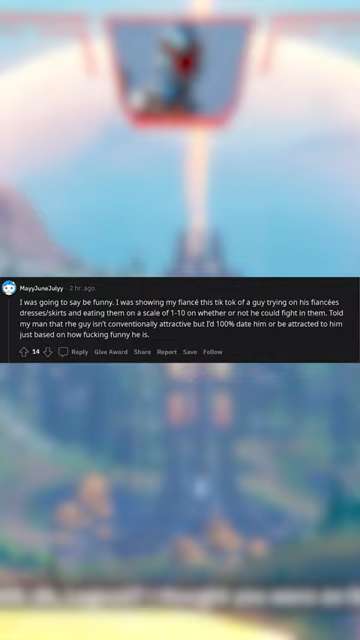 MayyJuneJulyy · 2 hr. ago
I was going to say be funny. I was showing my fiancé this tik tok of a guy trying on his fiancées
dresses/skirts and eating them on a scale of 1-10 on whether or not he could fight in them. Told
my man that rhe guy isn't conventionally attractive but I'd 100% date him or be attracted to him
just based on how fucking funny he is.
14 Reply Give Award Share Report Save Follow